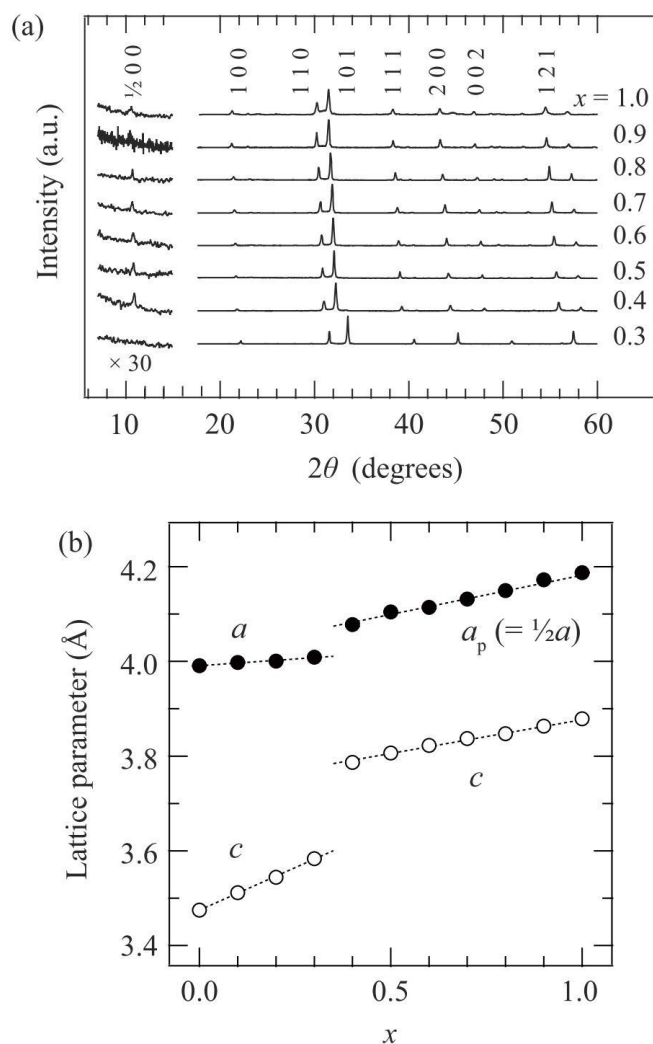 (a)
Intensity (a.u.)
½ 0 0
1 0 0
1 1 0
1 0 1
1 1 1
2 0 0
0 0 2
1 2 1
x = 1.0
0.9
0.8
0.7
0.6
0.5
0.4
0.3
× 30
10 20 30 40 50 60
2θ (degrees)
(b)
Lattice parameter (Å)
4.2
4.0
3.8
3.6
3.4
a
aₚ (= ½a)
c
c
0.0 0.5 1.0
x